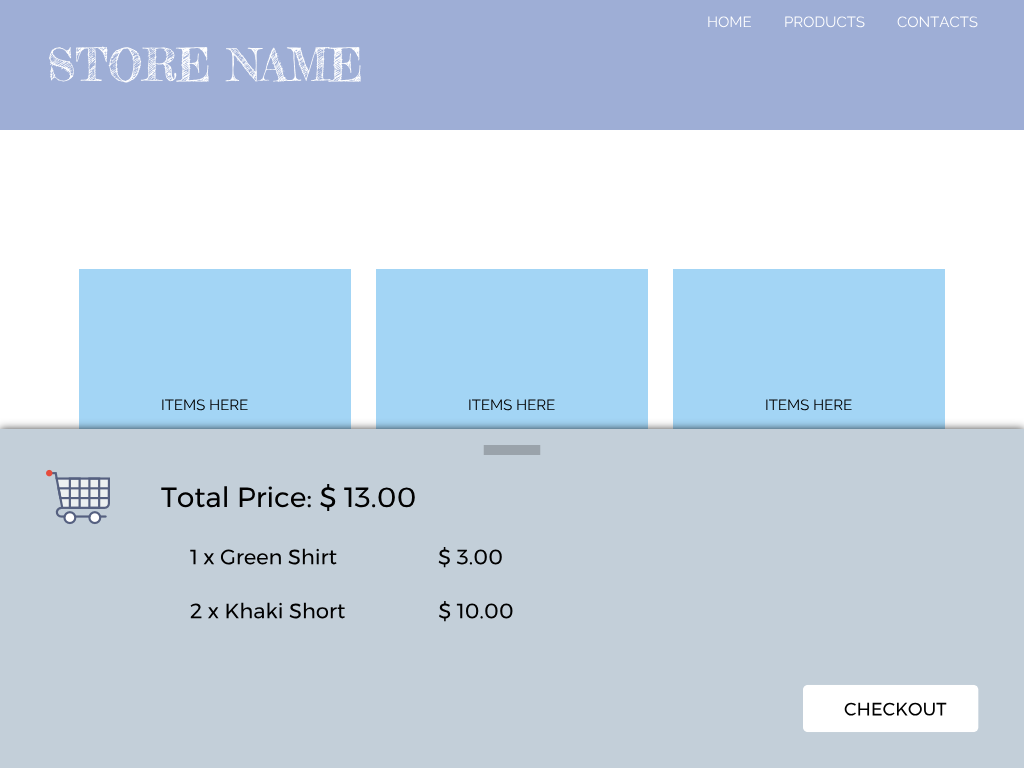 HOME PRODUCTS CONTACTS
STORE NAME
ITEMS HERE ITEMS HERE ITEMS HERE
Total Price: $ 13.00
1 x Green Shirt $ 3.00
2 x Khaki Short $ 10.00
CHECKOUT